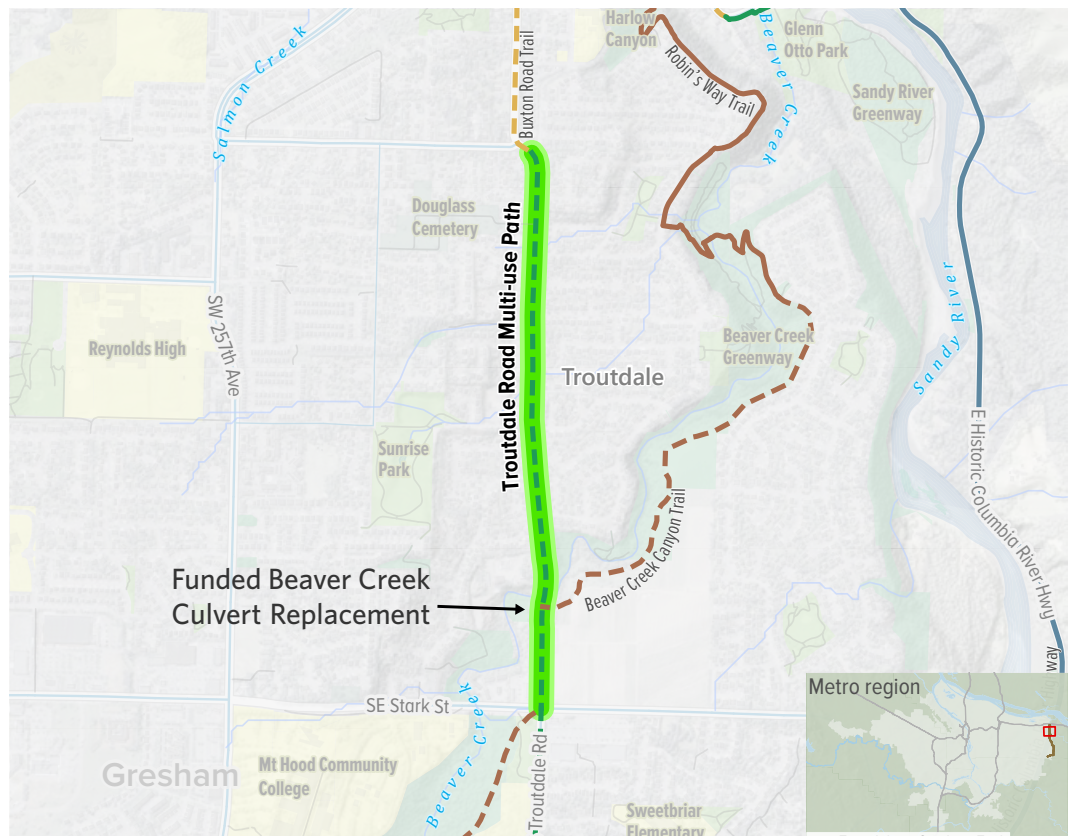 Harlow
Canyon
Beaver Creek
Glenn
Otto Park
Salmon Creek
Buxton Road Trail
Robin's Way Trail
Sandy River
Greenway
Douglass
Cemetery
Troutdale Road Multi-use Path
SW 257th Ave
Reynolds High
Beaver Creek
Greenway
Sandy River
Troutdale
Sunrise
Park
E Historic Columbia River Hwy
Beaver Creek Canyon Trail
Funded Beaver Creek
Culvert Replacement
way
Metro region
SE Stark St
Beaver Creek
Troutdale Rd
Gresham
Mt Hood Community
College
Sweetbriar
Elementary